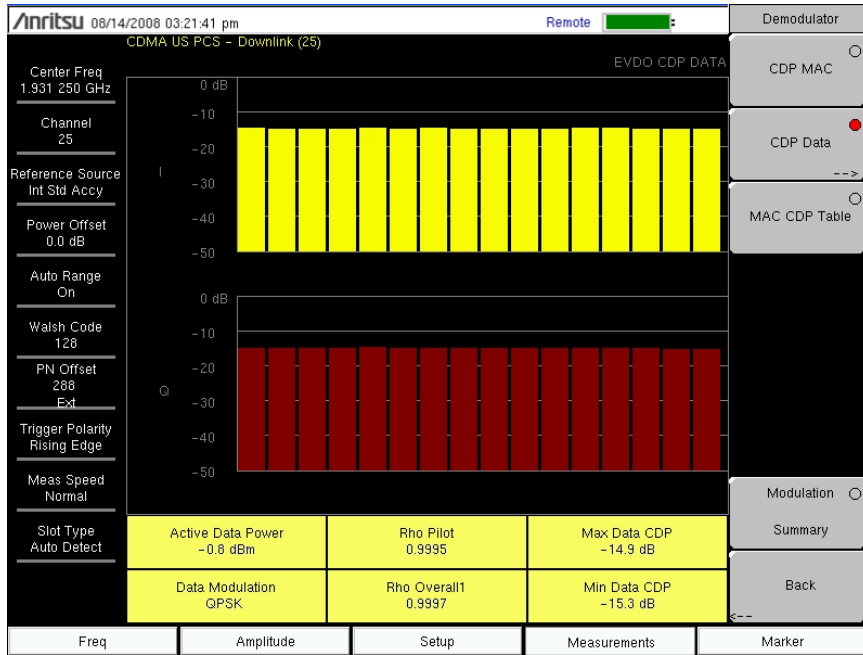 Anritsu 08/14/2008 03:21:41 pm
Remote
Demodulator
CDMA US PCS - Downlink (25)
EVDO CDP DATA
Center Freq
1.931 250 GHz
Channel
25
Reference Source
Int Std Accy
Power Offset
0.0 dB
Auto Range
On
Walsh Code
128
PN Offset
288
Ext
Trigger Polarity
Rising Edge
Meas Speed
Normal
Slot Type
Auto Detect
I
0 dB
-10
-20
-30
-40
-50
Q
0 dB
-10
-20
-30
-40
-50
Active Data Power
-0.8 dBm
Rho Pilot
0.9995
Max Data CDP
-14.9 dB
Data Modulation
QPSK
Rho Overall1
0.9997
Min Data CDP
-15.3 dB
CDP MAC
CDP Data
-->
MAC CDP Table
Modulation
Summary
Back
<--
Freq
Amplitude
Setup
Measurements
Marker